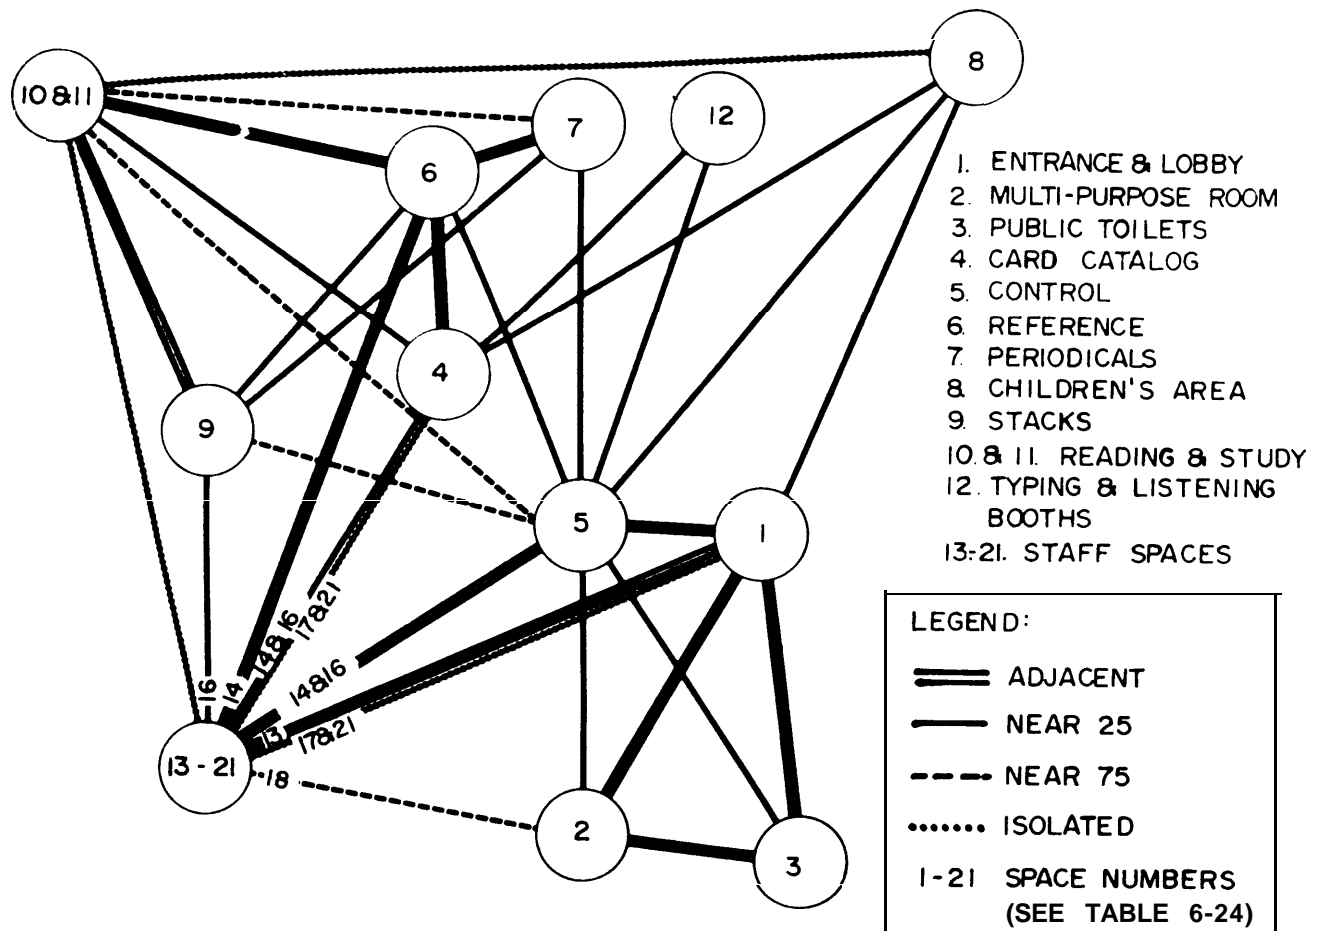 8
10&11
12
7
6
4
9
5
1
14&16
17&21
14&16
16
14
13
17&21
13 - 21
18
2
3
1. ENTRANCE & LOBBY
2. MULTI-PURPOSE ROOM
3. PUBLIC TOILETS
4. CARD CATALOG
5. CONTROL
6. REFERENCE
7. PERIODICALS
8. CHILDREN'S AREA
9. STACKS
10.& 11. READING & STUDY
12. TYPING & LISTENING
BOOTHS
13-21. STAFF SPACES
LEGEND:
ADJACENT
NEAR 25
NEAR 75
ISOLATED
1-21 SPACE NUMBERS
(SEE TABLE 6-24)